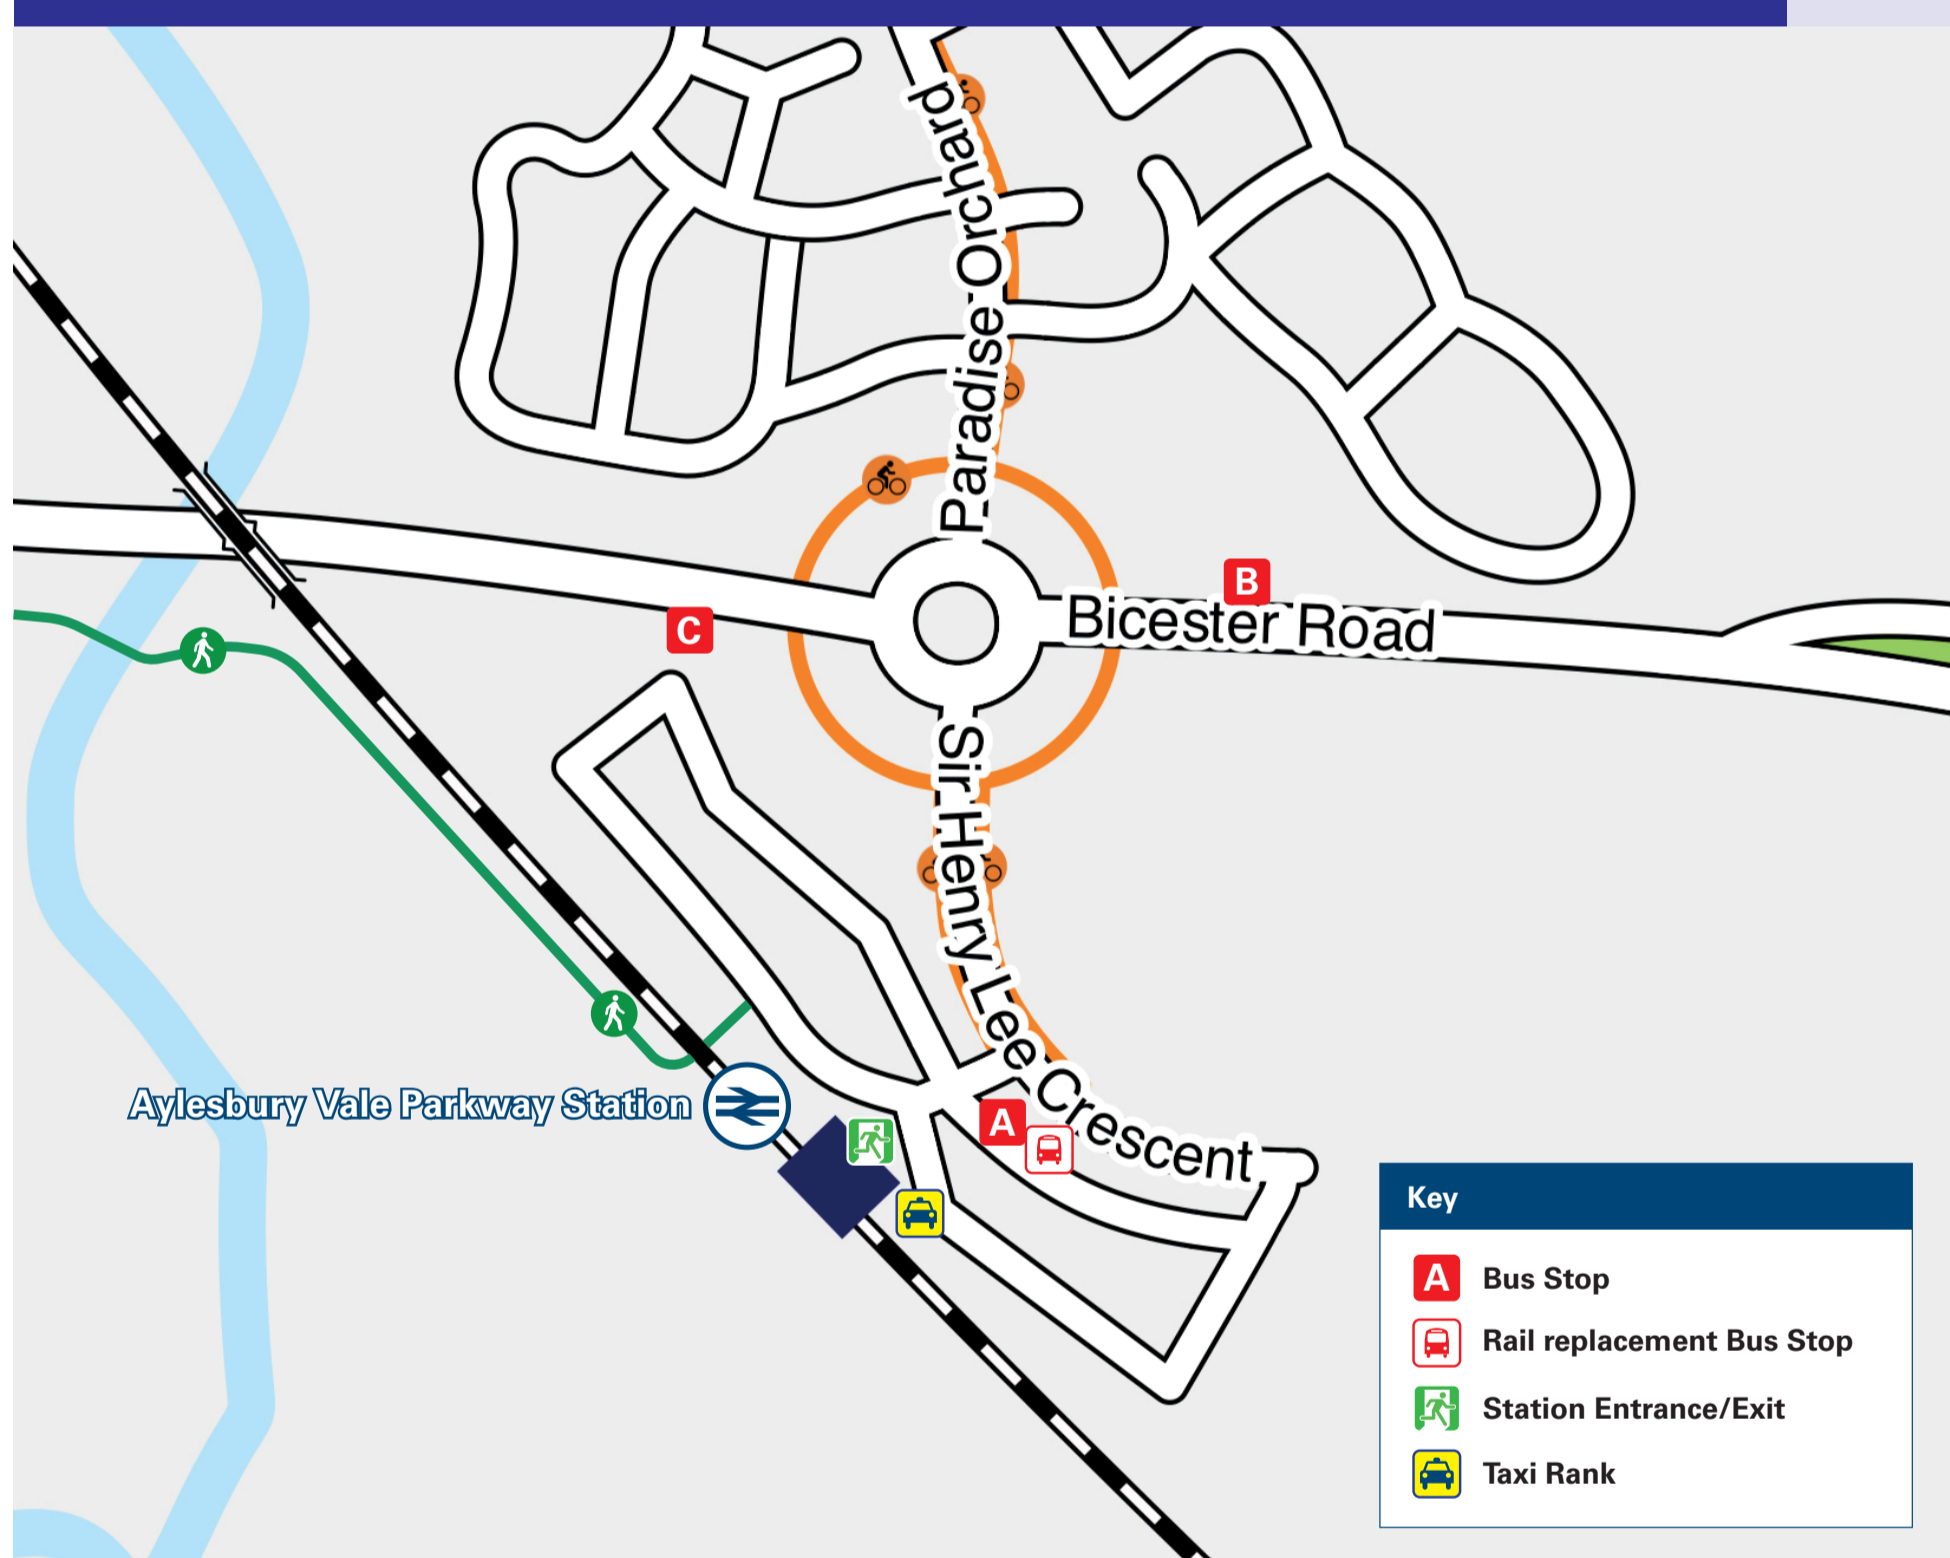 Paradise Orchard
B
Bicester Road
C
Sir Henry Lee Crescent
Aylesbury Vale Parkway Station
A
Key
A Bus Stop
Rail replacement Bus Stop
Station Entrance/Exit
Taxi Rank